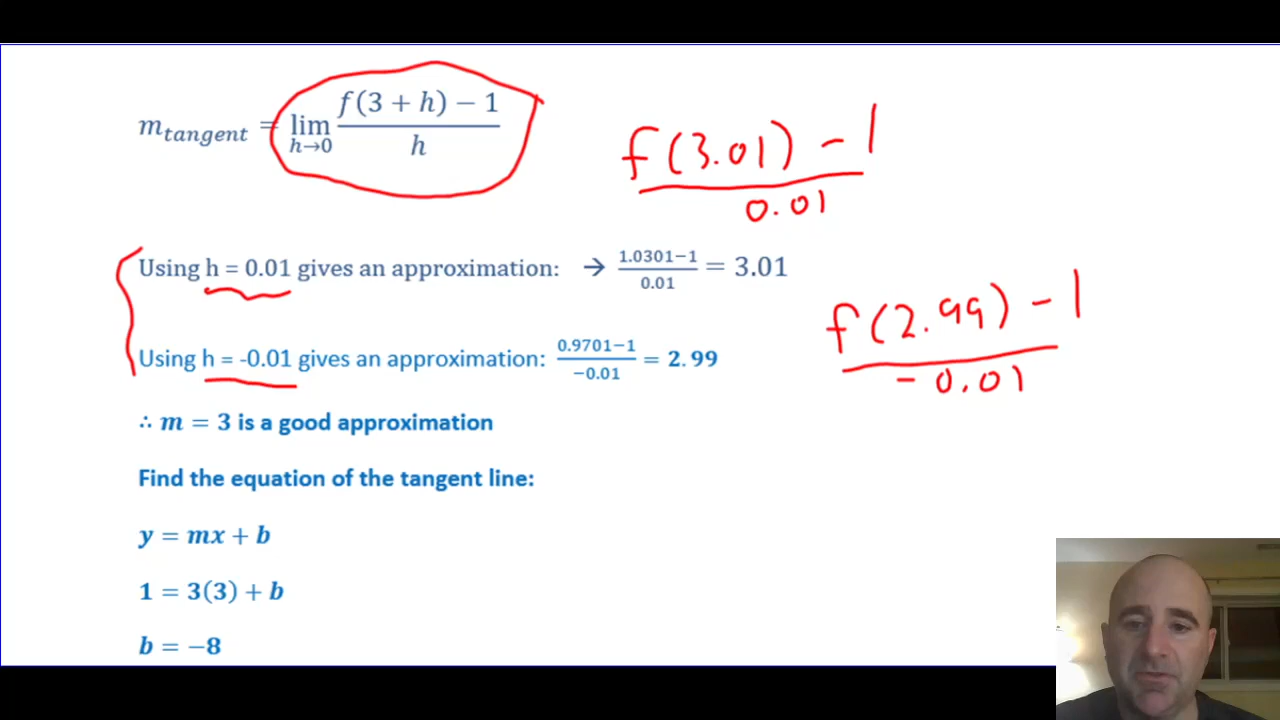 m_tangent = lim h→0 f(3 + h) − 1 / h
f(3.01) - 1 / 0.01
Using h = 0.01 gives an approximation: → 1.0301−1 / 0.01 = 3.01
f(2.99) - 1 / -0.01
Using h = -0.01 gives an approximation: 0.9701−1 / −0.01 = 2.99
∴ m = 3 is a good approximation
Find the equation of the tangent line:
y = mx + b
1 = 3(3) + b
b = −8